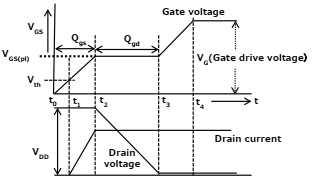 Gate voltage
V_GS
Q_gs
Q_gd
V_GS(pl)
V_G(Gate drive voltage)
V_th
t_0 t_1 t_2 t_3 t_4 t
Drain current
V_DD
Drain
voltage